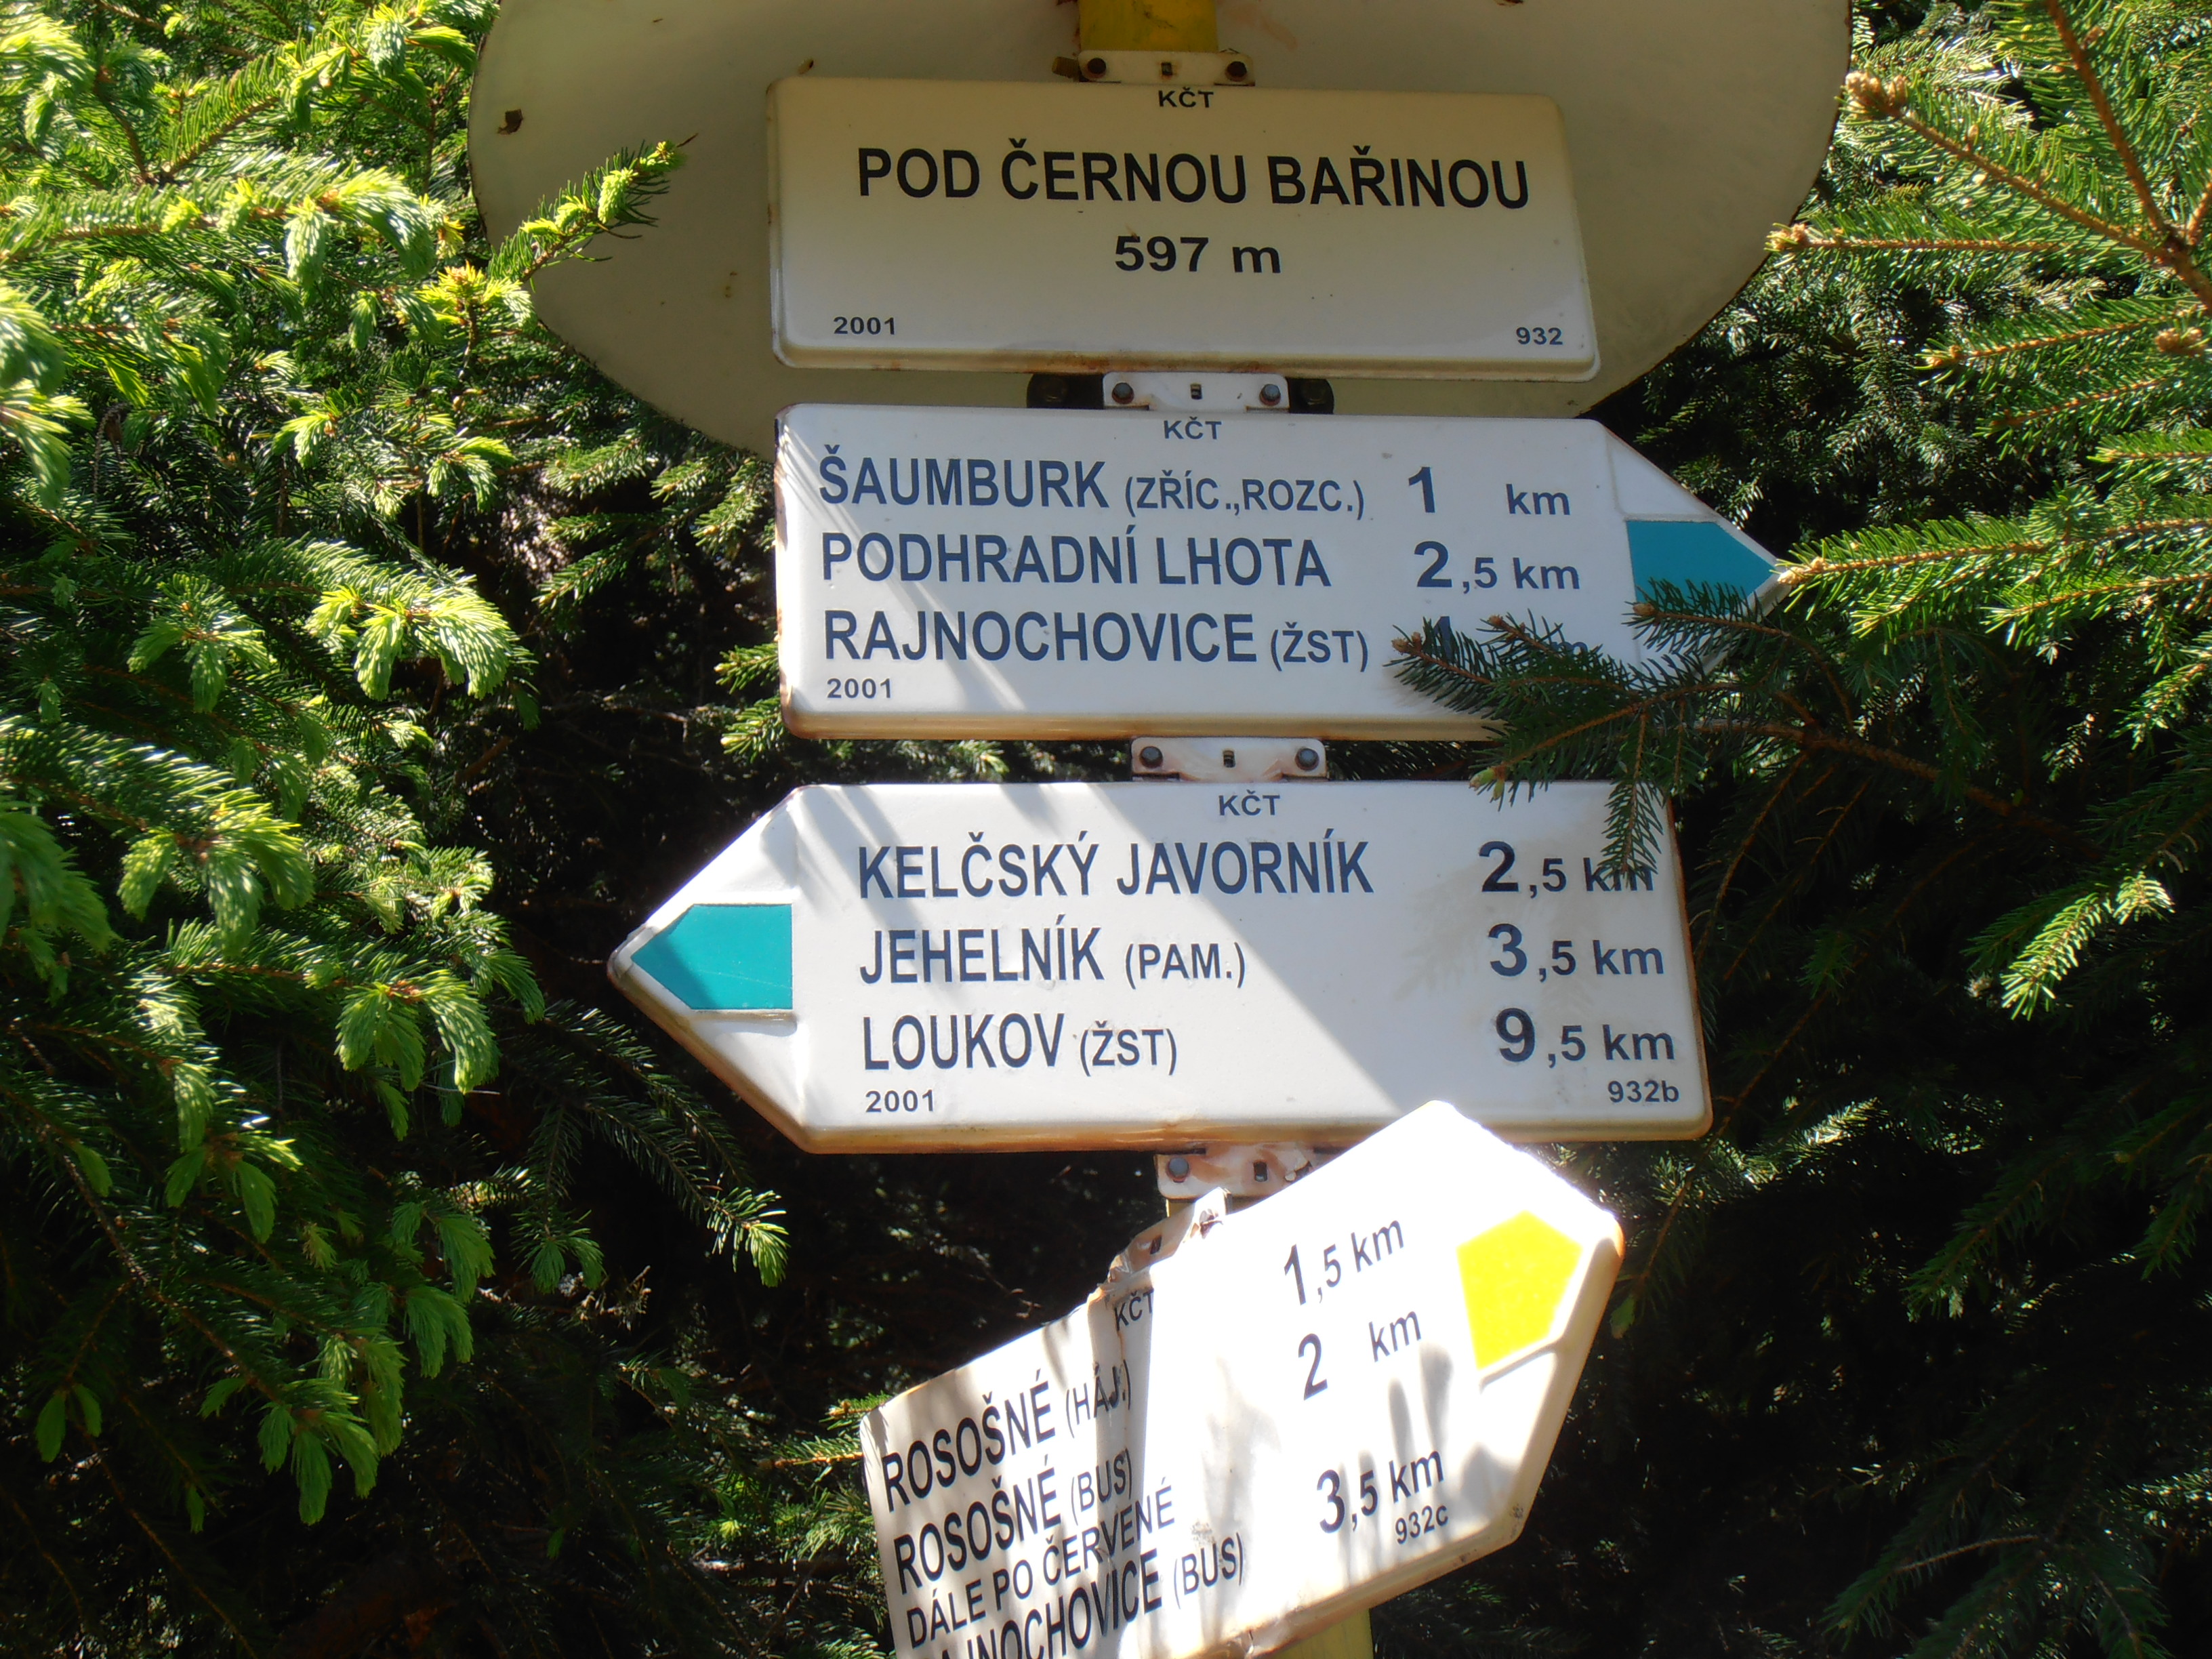 KČT
POD ČERNOU BAŘINOU
597 m
2001 932
KČT
ŠAUMBURK (ZŘÍC.,ROZC.) 1 km
PODHRADNÍ LHOTA 2,5 km
RAJNOCHOVICE (ŽST)
2001
KČT
KELČSKÝ JAVORNÍK 2,5 km
JEHELNÍK (PAM.) 3,5 km
LOUKOV (ŽST) 9,5 km
2001 932b
KČT
ROSOŠNÉ (HÁJ.) 1,5 km
ROSOŠNÉ (BUS) 2 km
DÁLE PO ČERVENÉ
(BUS) 3,5 km
932c